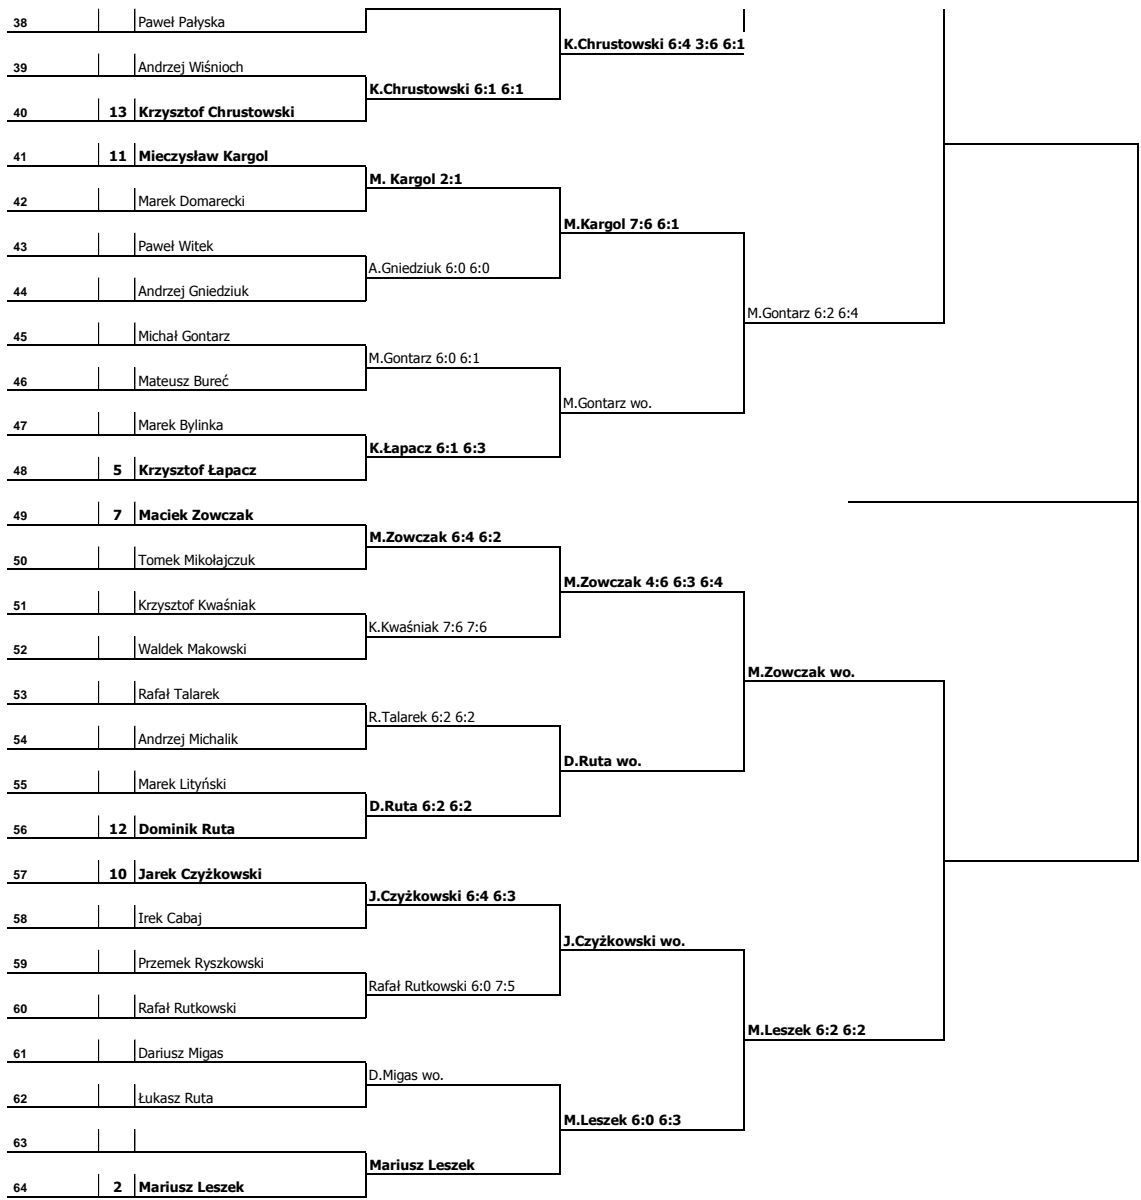 38 Paweł Pałyska
K.Chrustowski 6:4 3:6 6:1
39 Andrzej Wiśnioch
K.Chrustowski 6:1 6:1
40 13 Krzysztof Chrustowski
41 11 Mieczysław Kargol
M. Kargol 2:1
42 Marek Domarecki
M.Kargol 7:6 6:1
43 Paweł Witek
A.Gniedziuk 6:0 6:0
44 Andrzej Gniedziuk
M.Gontarz 6:2 6:4
45 Michał Gontarz
M.Gontarz 6:0 6:1
46 Mateusz Bureć
M.Gontarz wo.
47 Marek Bylinka
K.Łapacz 6:1 6:3
48 5 Krzysztof Łapacz
49 7 Maciek Zowczak
M.Zowczak 6:4 6:2
50 Tomek Mikołajczuk
M.Zowczak 4:6 6:3 6:4
51 Krzysztof Kwaśniak
K.Kwaśniak 7:6 7:6
52 Waldek Makowski
M.Zowczak wo.
53 Rafał Talarek
R.Talarek 6:2 6:2
54 Andrzej Michalik
D.Ruta wo.
55 Marek Lityński
D.Ruta 6:2 6:2
56 12 Dominik Ruta
57 10 Jarek Czyżkowski
J.Czyżkowski 6:4 6:3
58 Irek Cabaj
J.Czyżkowski wo.
59 Przemek Ryszkowski
Rafał Rutkowski 6:0 7:5
60 Rafał Rutkowski
M.Leszek 6:2 6:2
61 Dariusz Migas
D.Migas wo.
62 Łukasz Ruta
M.Leszek 6:0 6:3
63
Mariusz Leszek
64 2 Mariusz Leszek